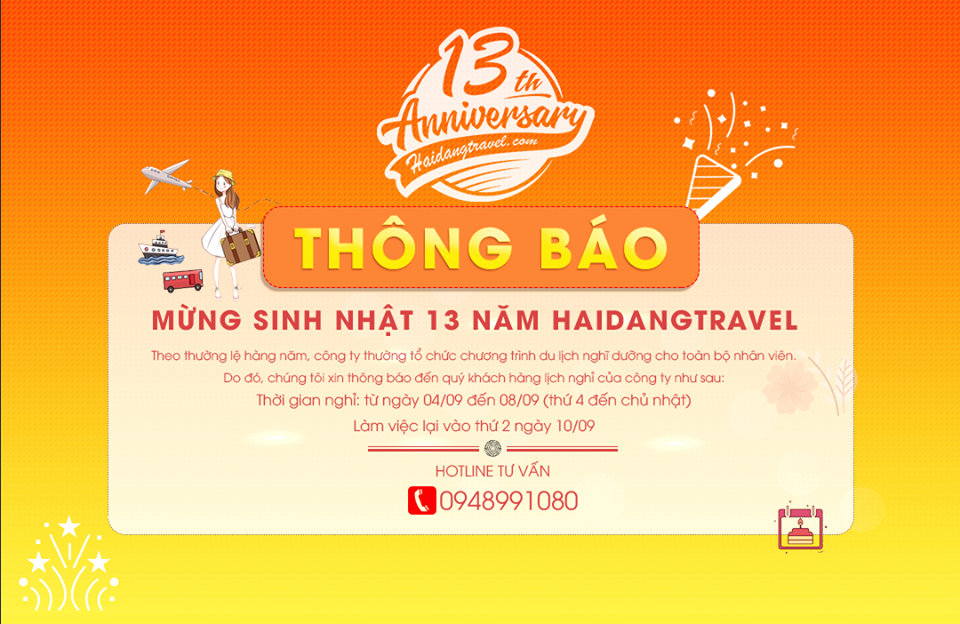 13th
Anniversary
Haidangtravel.com
THÔNG BÁO
MỪNG SINH NHẬT 13 NĂM HAIDANGTRAVEL
Theo thường lệ hàng năm, công ty thường tổ chức chương trình du lịch nghĩ dưỡng cho toàn bộ nhân viên.
Do đó, chúng tôi xin thông báo đến quý khách hàng lịch nghỉ của công ty như sau:
Thời gian nghỉ: từ ngày 04/09 đến 08/09 (thứ 4 đến chủ nhật)
Làm việc lại vào thứ 2 ngày 10/09
HOTLINE TƯ VẤN
0948991080